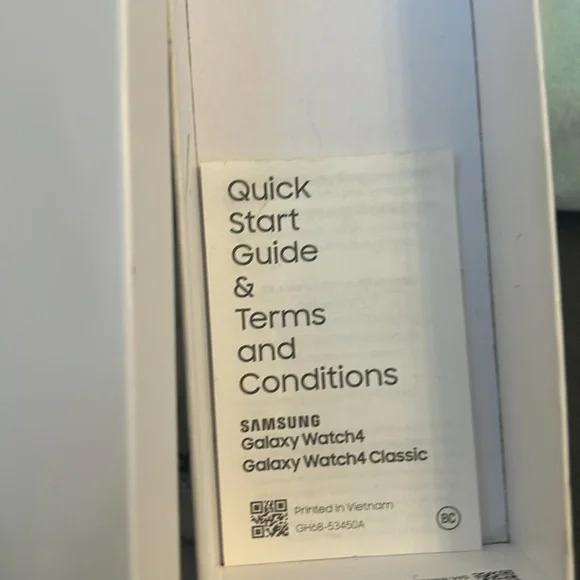 Quick
Start
Guide
&
Terms
and
Conditions
SAMSUNG
Galaxy Watch4
Galaxy Watch4 Classic
Printed in Vietnam
GH68-53450A
BC